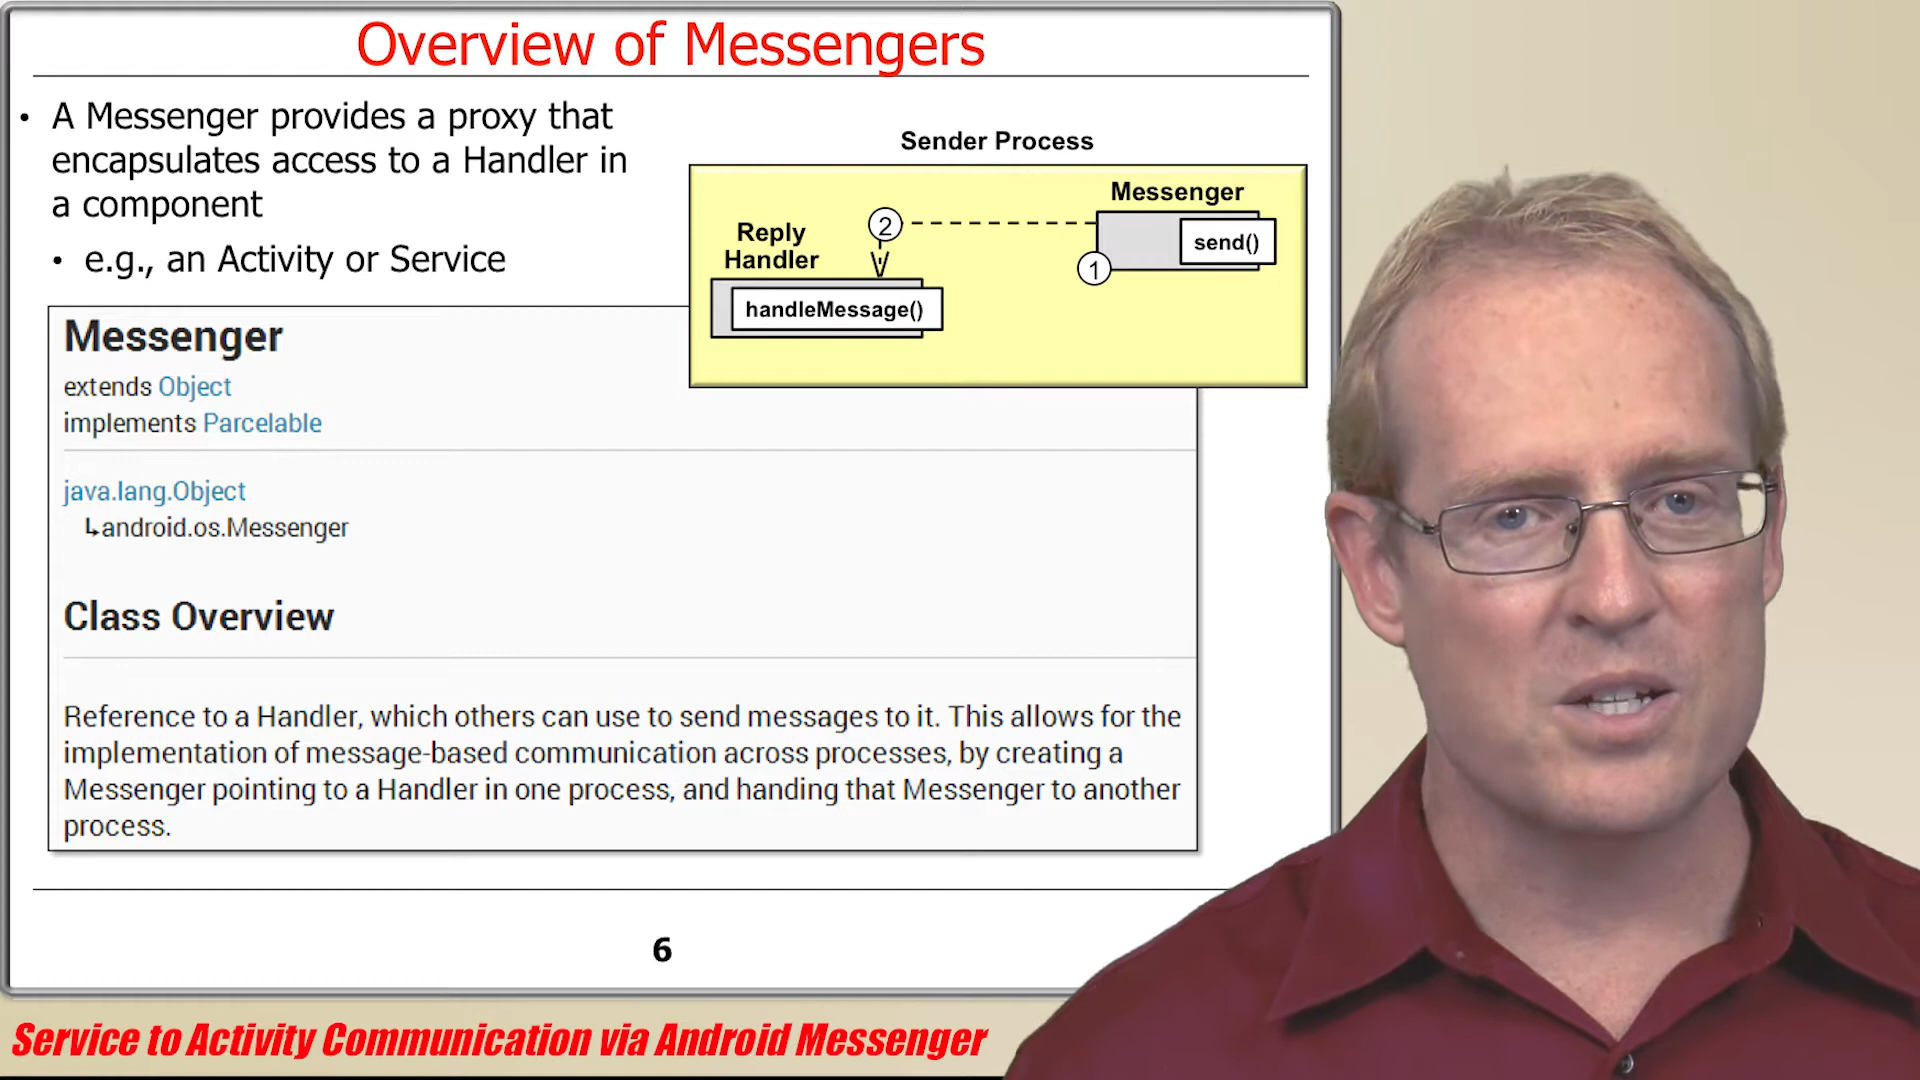 Overview of Messengers
• A Messenger provides a proxy that
encapsulates access to a Handler in
a component
• e.g., an Activity or Service
Sender Process
Messenger
send()
1
2
Reply
Handler
handleMessage()
Messenger
extends Object
implements Parcelable
java.lang.Object
↳android.os.Messenger
Class Overview
Reference to a Handler, which others can use to send messages to it. This allows for the
implementation of message-based communication across processes, by creating a
Messenger pointing to a Handler in one process, and handing that Messenger to another
process.
6
Service to Activity Communication via Android Messenger